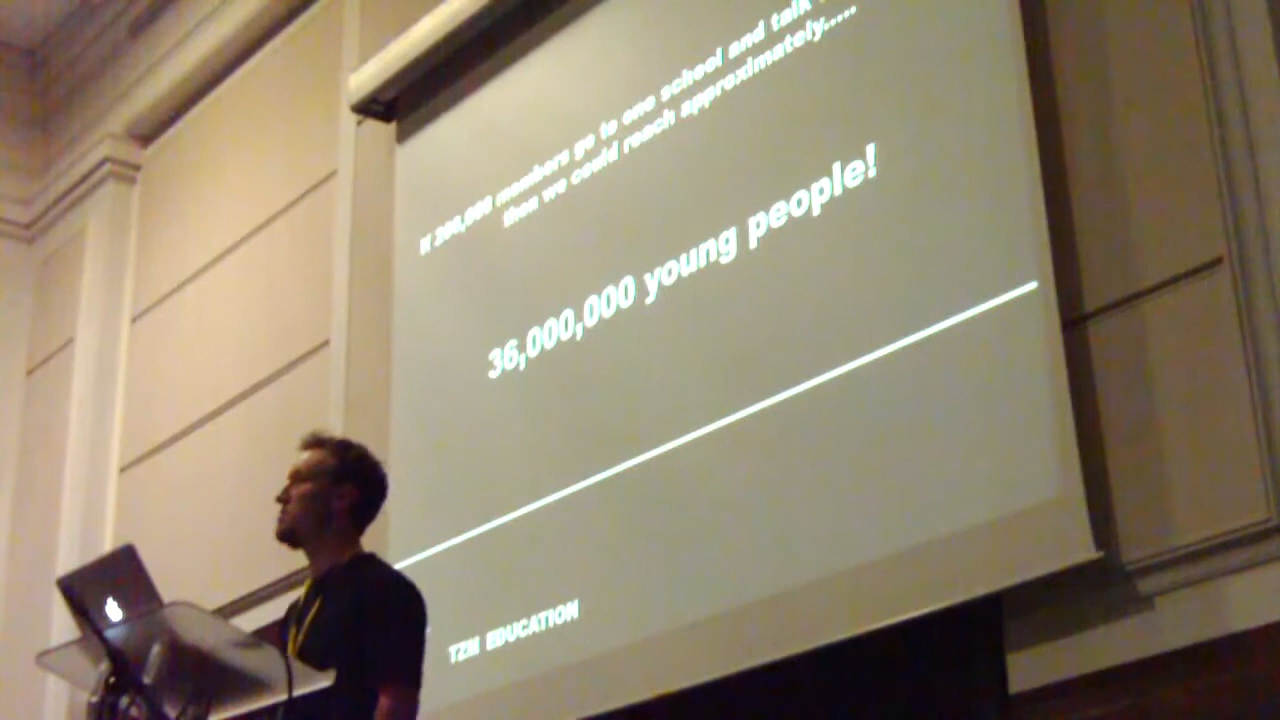 If members go to one school and talk
then we could reach approximately.....
36,000,000 young people!
TZM EDUCATION